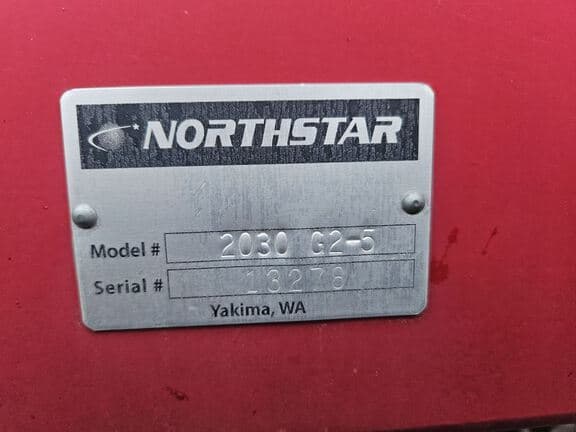 NORTHSTAR
Model # 2030 G2-5
Serial # 13278
Yakima, WA